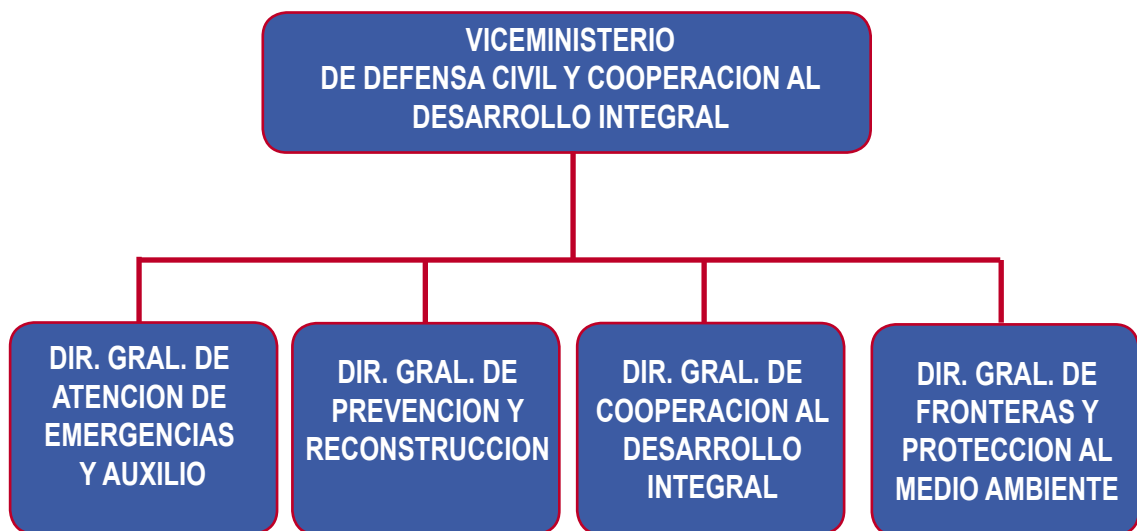 VICEMINISTERIO
DE DEFENSA CIVIL Y COOPERACION AL
DESARROLLO INTEGRAL
DIR. GRAL. DE
ATENCION DE
EMERGENCIAS
Y AUXILIO
DIR. GRAL. DE
PREVENCION Y
RECONSTRUCCION
DIR. GRAL. DE
COOPERACION AL
DESARROLLO
INTEGRAL
DIR. GRAL. DE
FRONTERAS Y
PROTECCION AL
MEDIO AMBIENTE